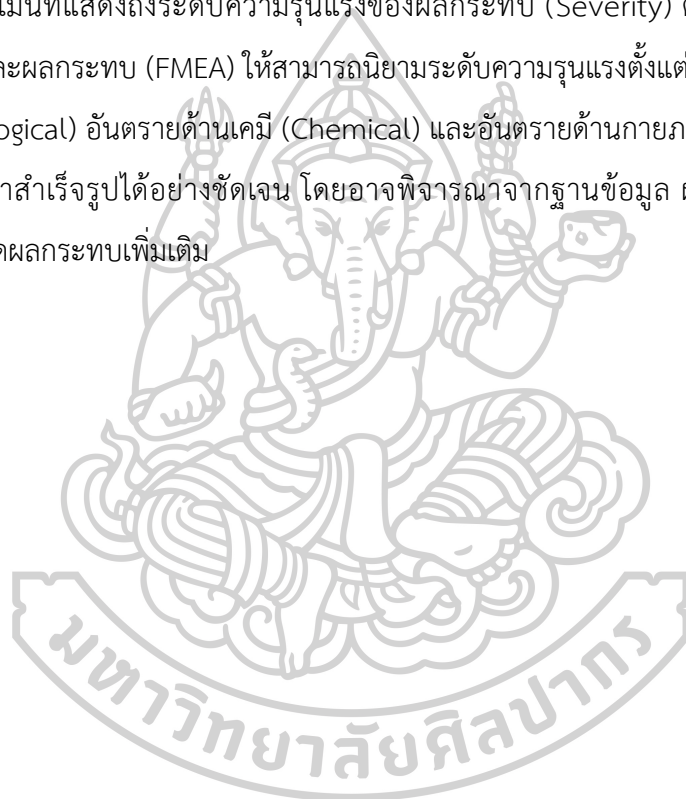 ที่แสดงถึงระดับความรุนแรงของผลกระทบ (Severity)
ละผลกระทบ (FMEA) ให้สามารถนิยามระดับความรุนแรงตั้งแต่
ogical) อันตรายด้านเคมี (Chemical) และอันตรายด้านกายภ
าสำเร็จรูปได้อย่างชัดเจน โดยอาจพิจารณาจากฐานข้อมูล
ผลกระทบเพิ่มเติม
มหาวิทยาลัยศิลปากร